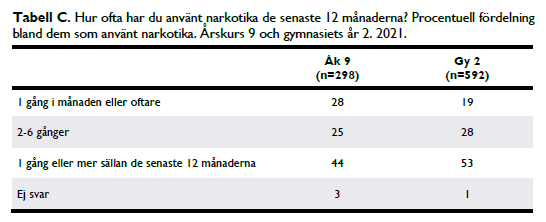 Tabell C. Hur ofta har du använt narkotika de senaste 12 månaderna? Procentuell fördelning
bland dem som använt narkotika. Årskurs 9 och gymnasiets år 2. 2021.
Åk 9 Gy 2
(n=298) (n=592)
1 gång i månaden eller oftare 28 19
2-6 gånger 25 28
1 gång eller mer sällan de senaste 12 månaderna 44 53
Ej svar 3 1